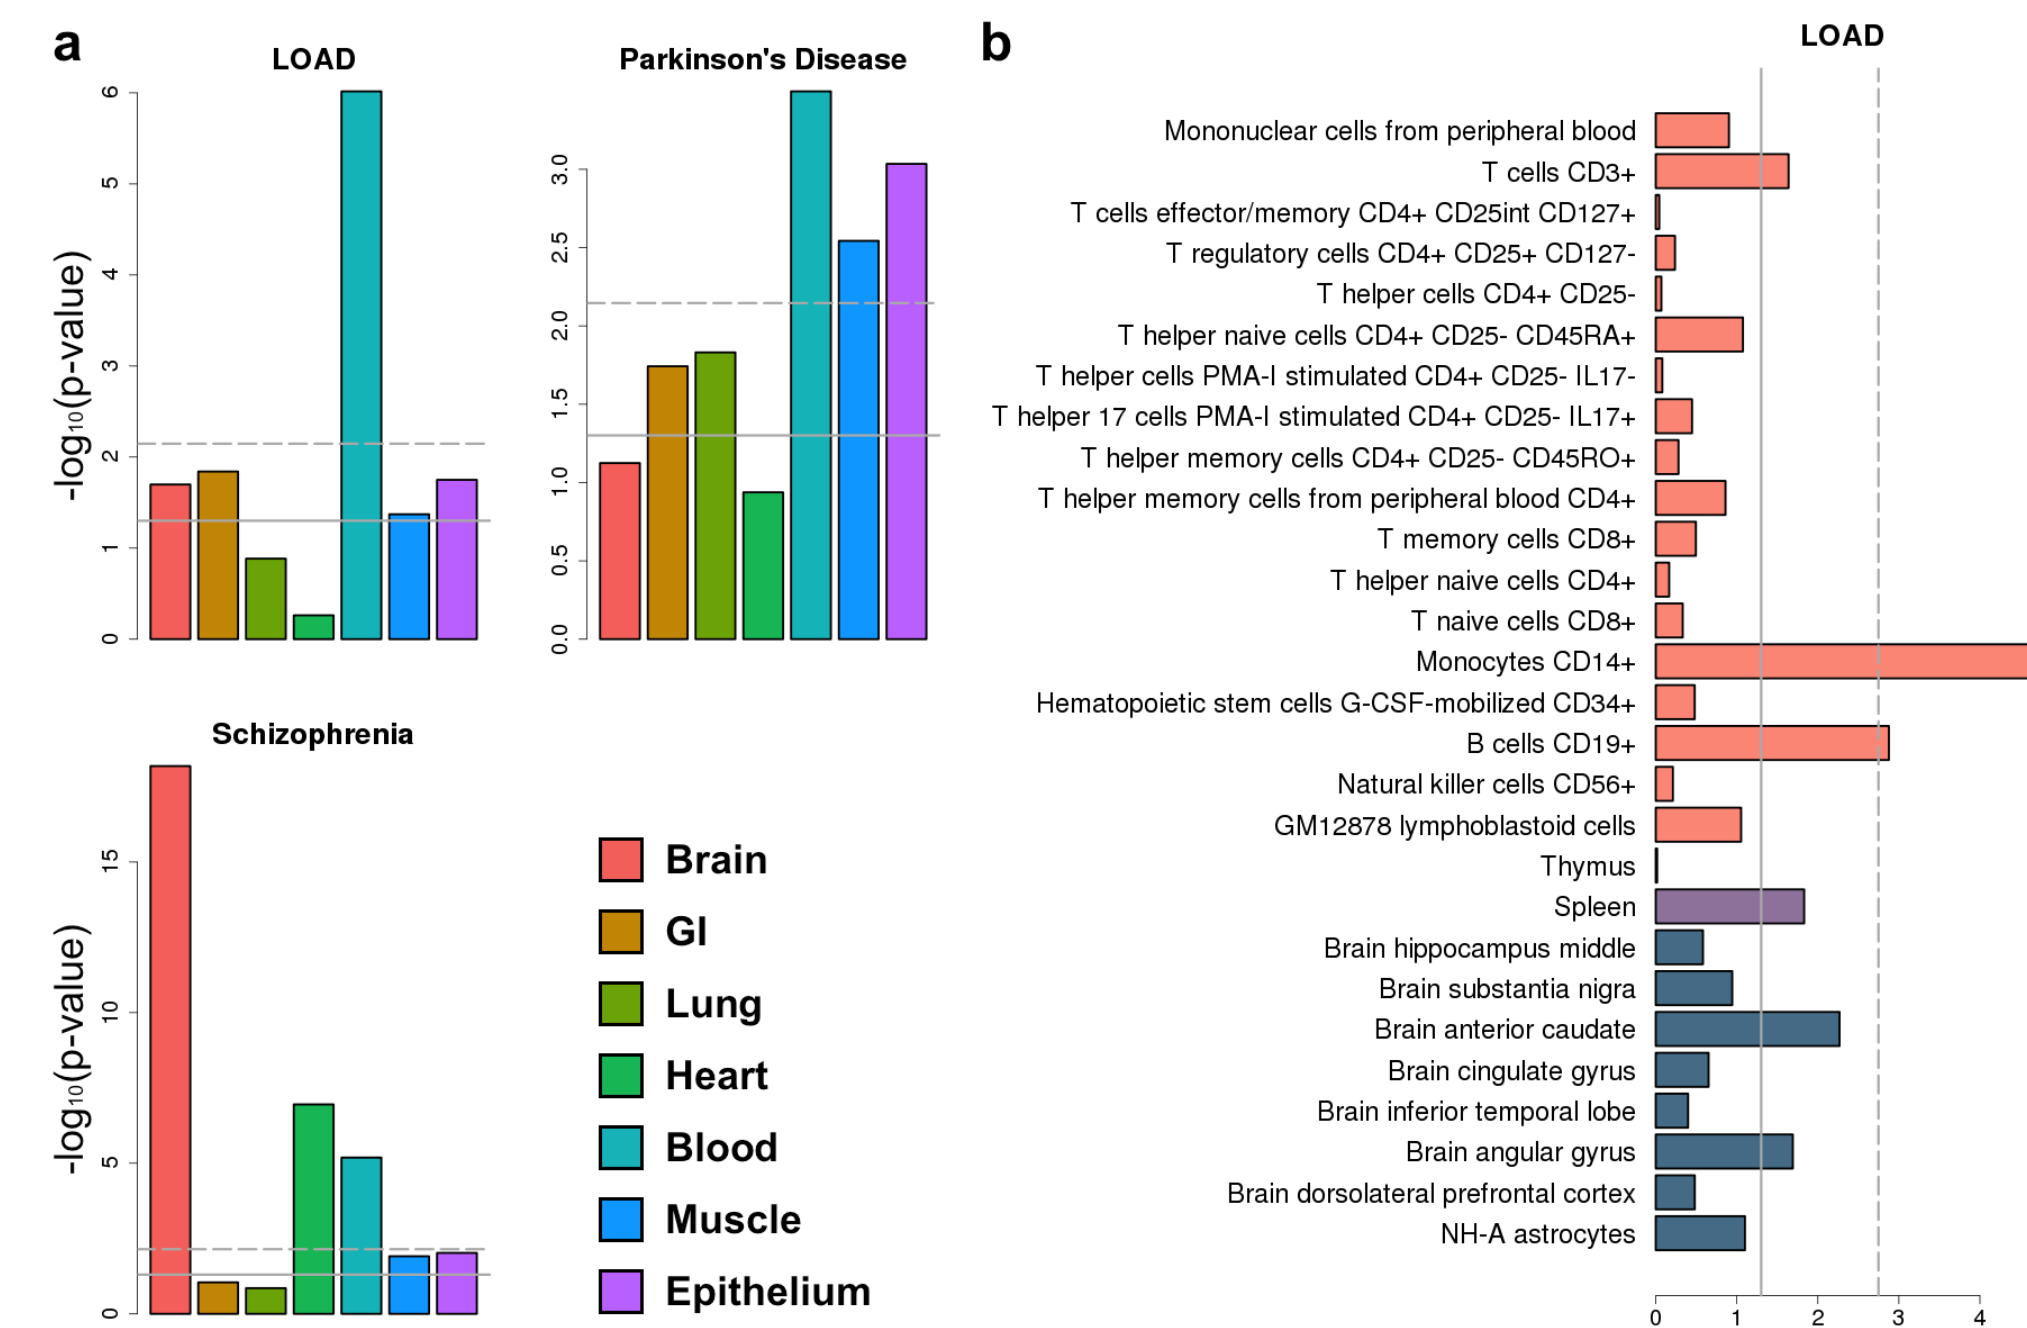 a
LOAD
-log10(p-value)
6
5
4
3
2
1
0
Parkinson's Disease
3.0
2.5
2.0
1.5
1.0
0.5
0.0
Schizophrenia
-log10(p-value)
15
10
5
0
Brain
GI
Lung
Heart
Blood
Muscle
Epithelium
b
LOAD
Mononuclear cells from peripheral blood
T cells CD3+
T cells effector/memory CD4+ CD25int CD127+
T regulatory cells CD4+ CD25+ CD127-
T helper cells CD4+ CD25-
T helper naive cells CD4+ CD25- CD45RA+
T helper cells PMA-I stimulated CD4+ CD25- IL17-
T helper 17 cells PMA-I stimulated CD4+ CD25- IL17+
T helper memory cells CD4+ CD25- CD45RO+
T helper memory cells from peripheral blood CD4+
T memory cells CD8+
T helper naive cells CD4+
T naive cells CD8+
Monocytes CD14+
Hematopoietic stem cells G-CSF-mobilized CD34+
B cells CD19+
Natural killer cells CD56+
GM12878 lymphoblastoid cells
Thymus
Spleen
Brain hippocampus middle
Brain substantia nigra
Brain anterior caudate
Brain cingulate gyrus
Brain inferior temporal lobe
Brain angular gyrus
Brain dorsolateral prefrontal cortex
NH-A astrocytes
0 1 2 3 4